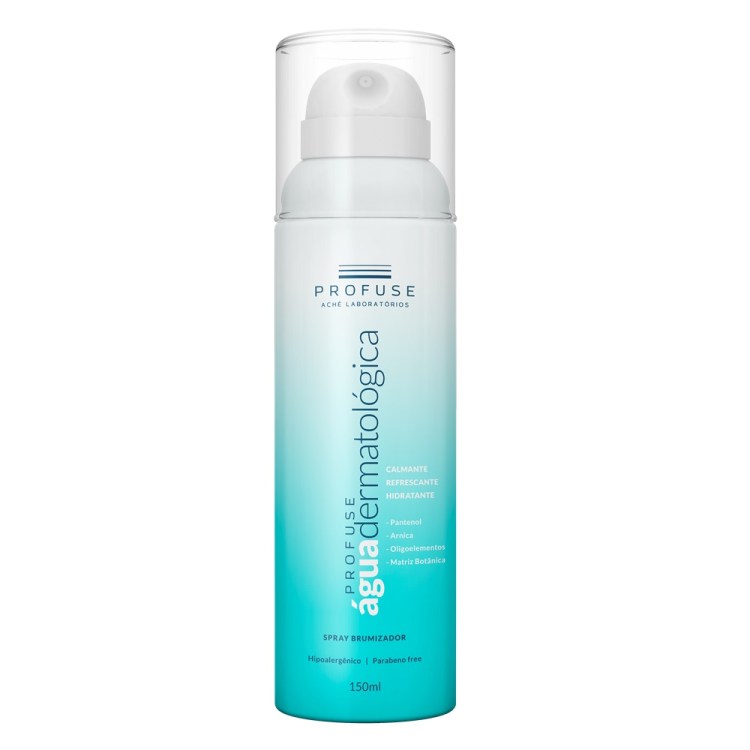 PROFUSE
ACHÉ LABORATÓRIOS
PROFUSE
águadermatológica
CALMANTE
REFRESCANTE
HIDRATANTE
· Pantenol
· Arnica
· Oligoelementos
· Matriz Botânica
SPRAY BRUMIZADOR
Hipoalergênico | Parabeno free
150ml